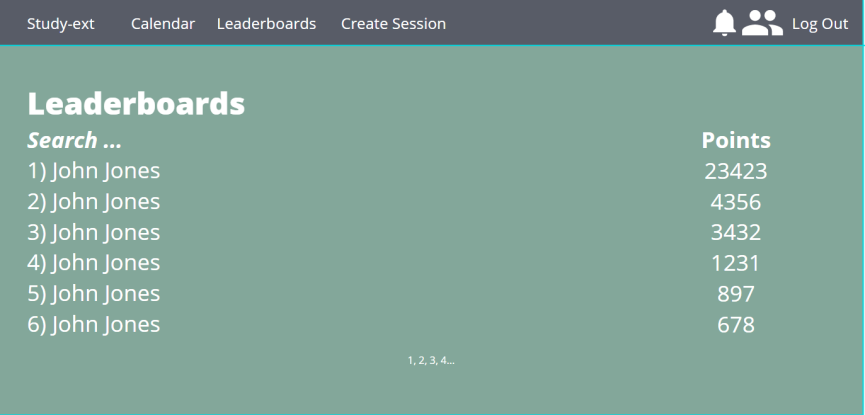 Study-ext Calendar Leaderboards Create Session Log Out
Leaderboards
Search ... Points
1) John Jones 23423
2) John Jones 4356
3) John Jones 3432
4) John Jones 1231
5) John Jones 897
6) John Jones 678
1, 2, 3, 4...